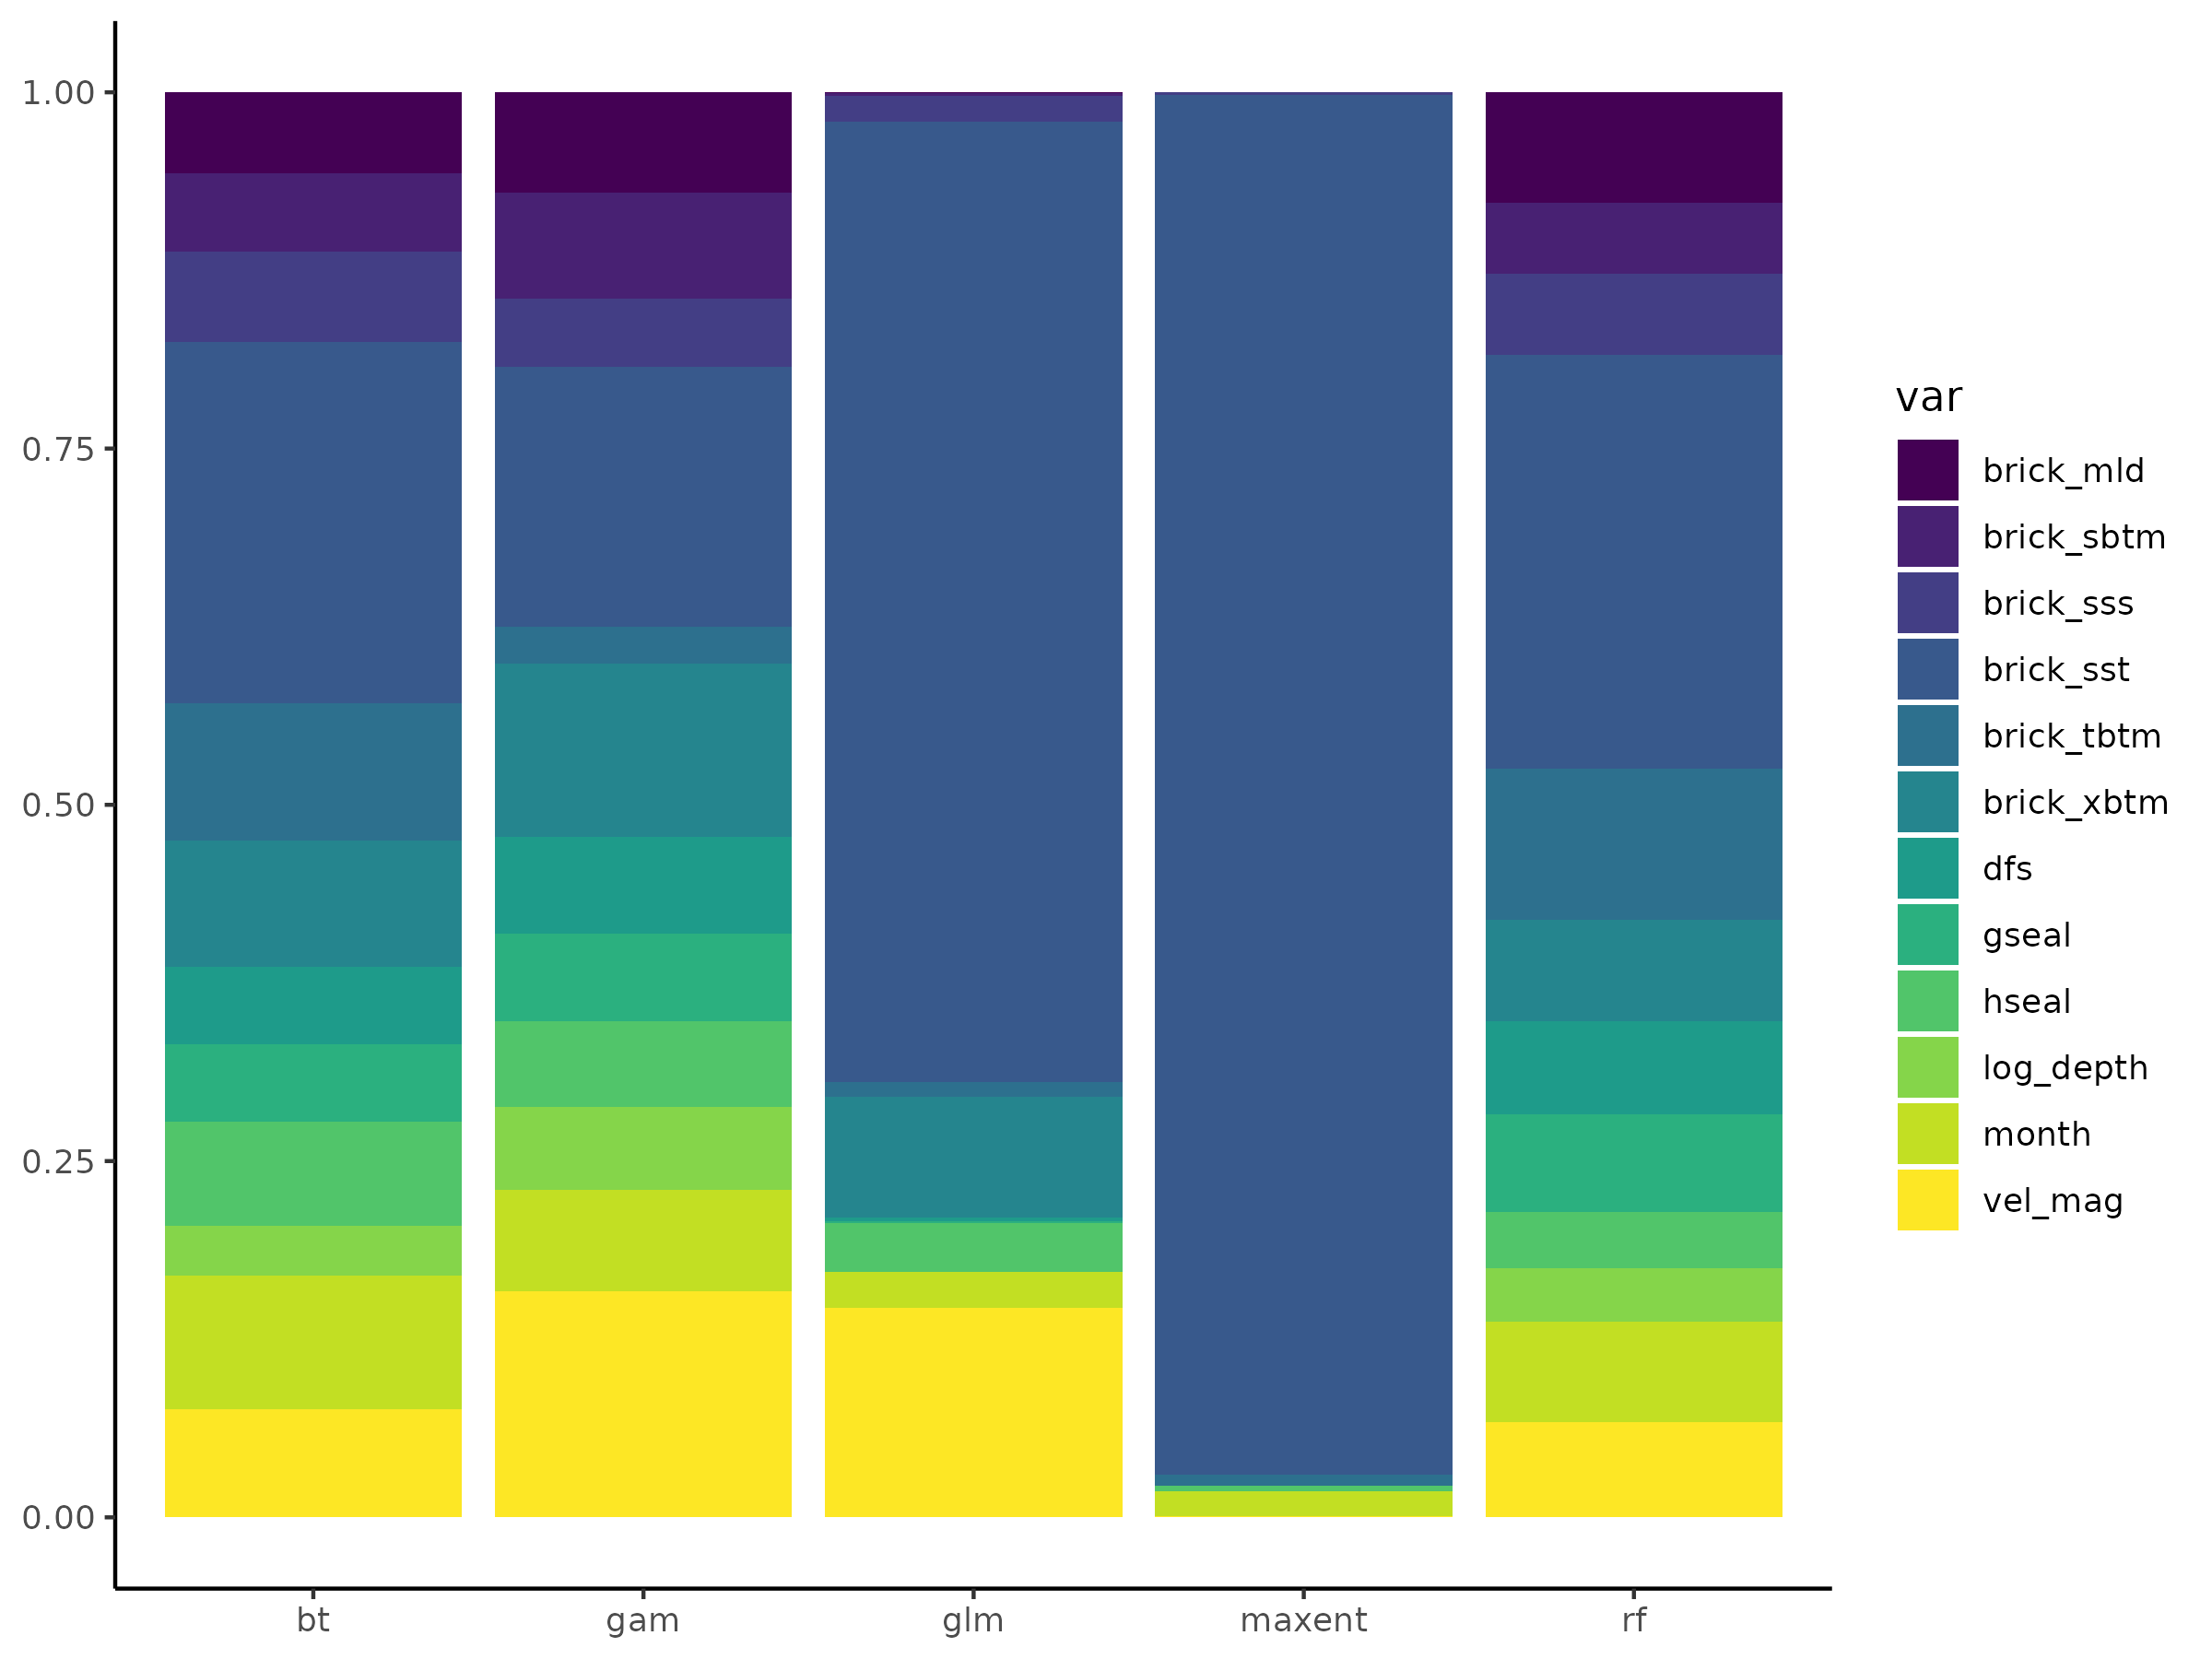 1.00
0.75
0.50
0.25
0.00
bt
gam
glm
maxent
rf
var
brick_mld
brick_sbtm
brick_sss
brick_sst
brick_tbtm
brick_xbtm
dfs
gseal
hseal
log_depth
month
vel_mag